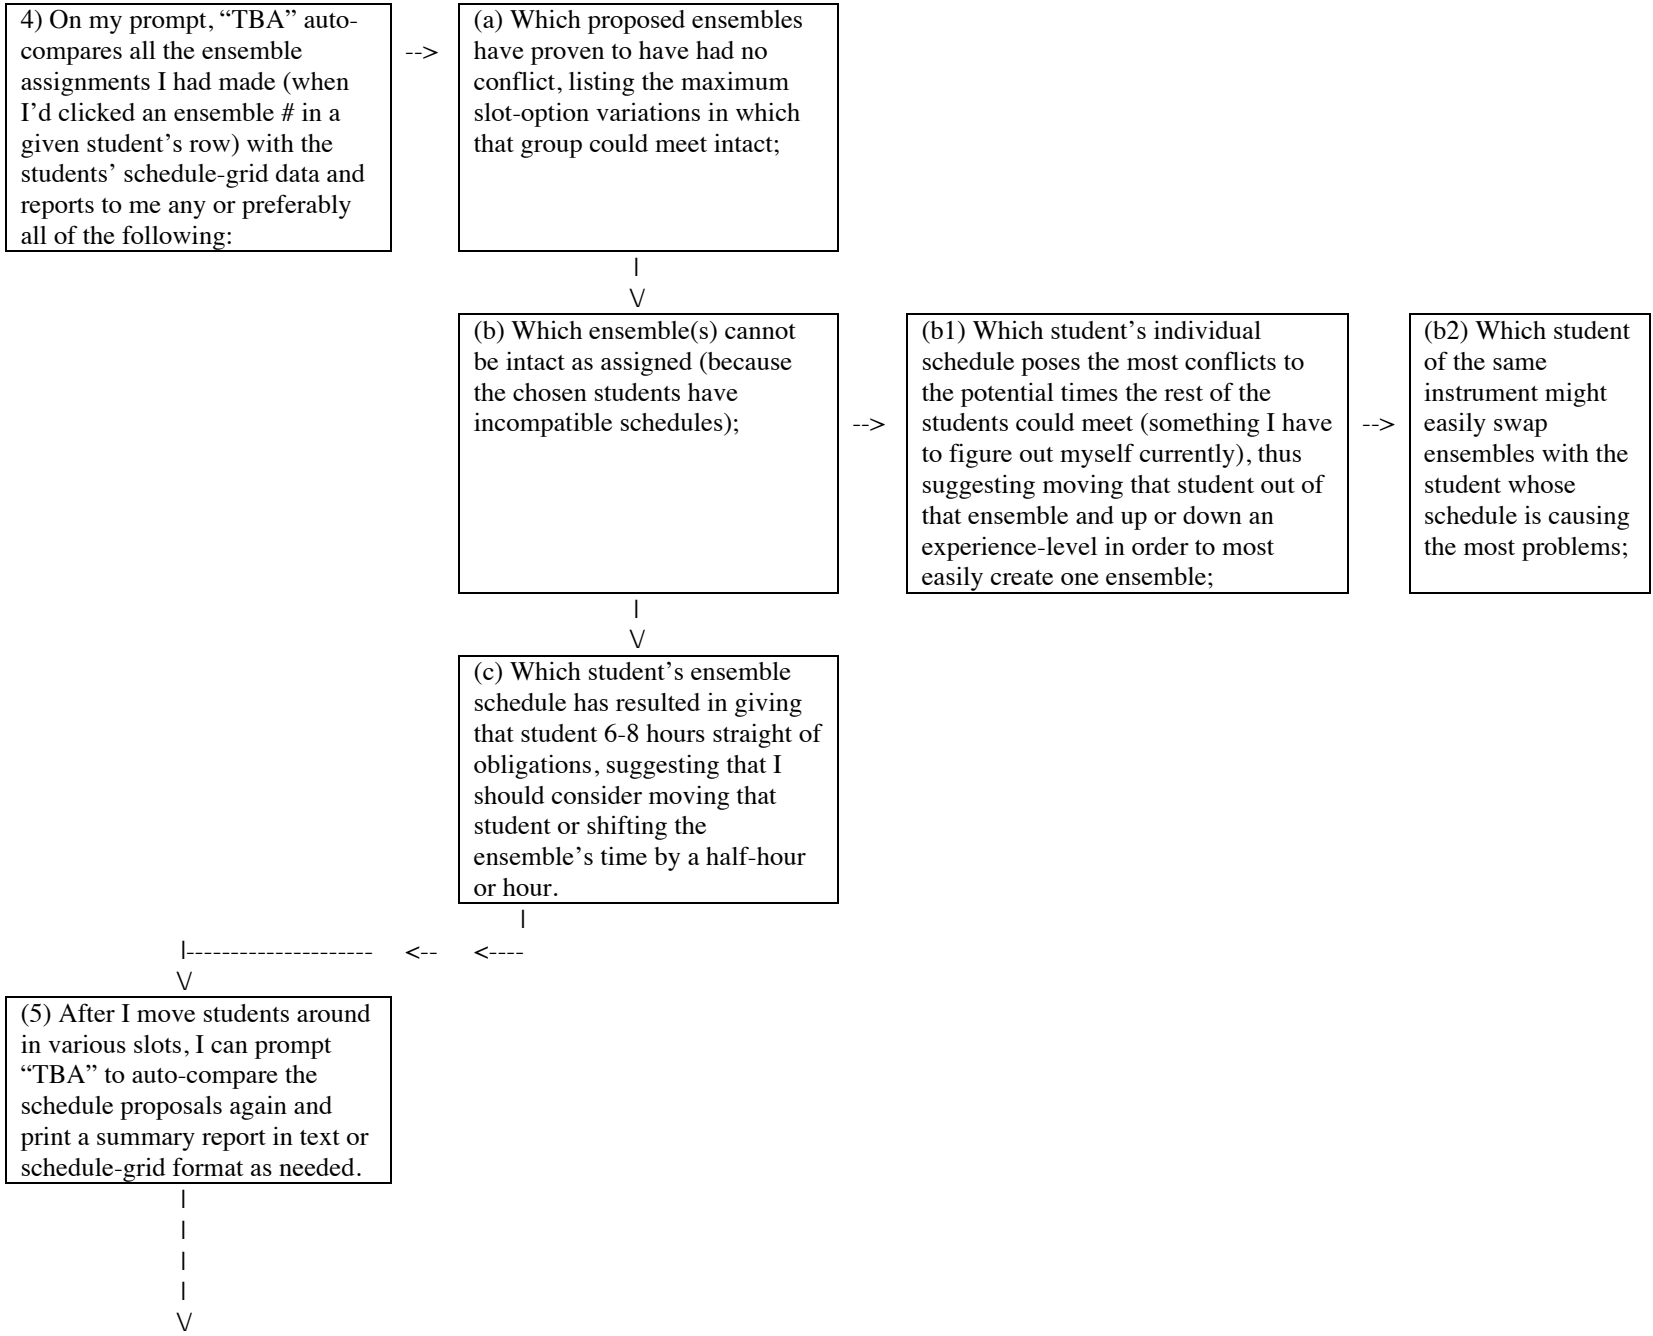 4) On my prompt, “TBA” auto-
compares all the ensemble
assignments I had made (when
I’d clicked an ensemble # in a
given student’s row) with the
students’ schedule-grid data and
reports to me any or preferably
all of the following:
-->
(a) Which proposed ensembles
have proven to have had no
conflict, listing the maximum
slot-option variations in which
that group could meet intact;
|
\/
(b) Which ensemble(s) cannot
be intact as assigned (because
the chosen students have
incompatible schedules);
-->
(b1) Which student’s individual
schedule poses the most conflicts to
the potential times the rest of the
students could meet (something I have
to figure out myself currently), thus
suggesting moving that student out of
that ensemble and up or down an
experience-level in order to most
easily create one ensemble;
-->
(b2) Which student
of the same
instrument might
easily swap
ensembles with the
student whose
schedule is causing
the most problems;
|
\/
(c) Which student’s ensemble
schedule has resulted in giving
that student 6-8 hours straight of
obligations, suggesting that I
should consider moving that
student or shifting the
ensemble’s time by a half-hour
or hour.
|
|--------------------- <-- <----
\/
(5) After I move students around
in various slots, I can prompt
“TBA” to auto-compare the
schedule proposals again and
print a summary report in text or
schedule-grid format as needed.
|
|
|
|
\/